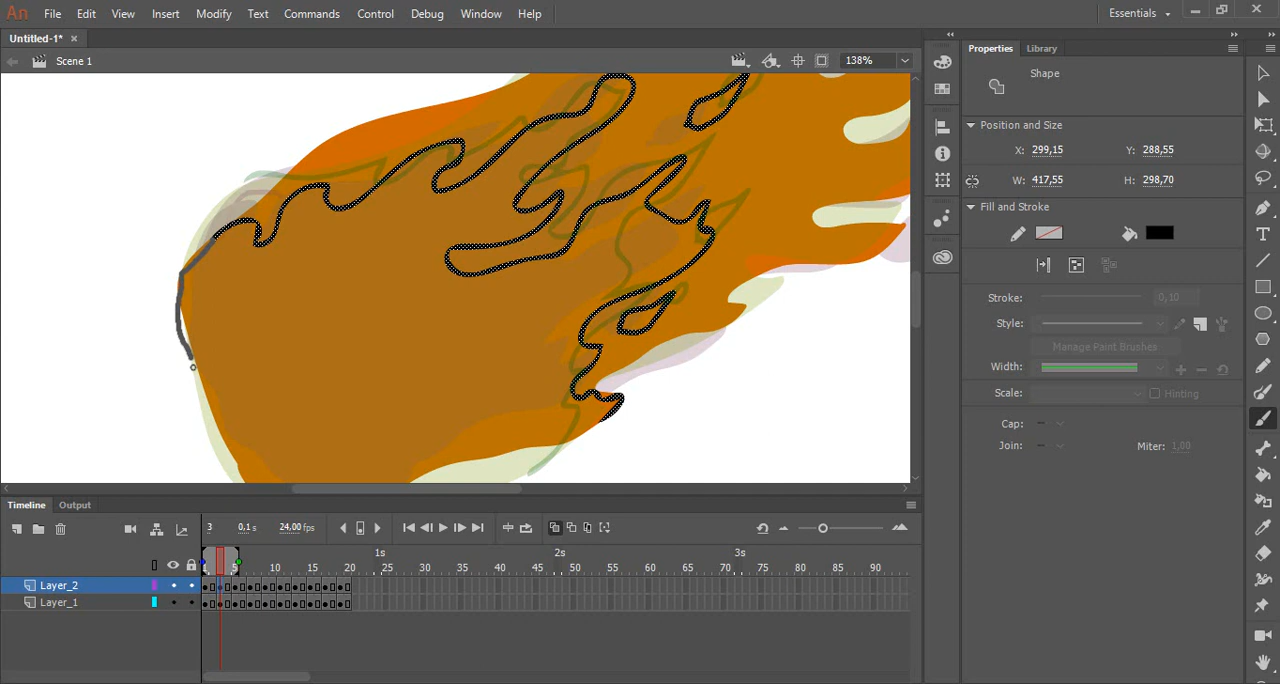 An File Edit View Insert Modify Text Commands Control Debug Window Help Essentials
Untitled-1* ×
Scene 1 138%
Properties Library
Shape
Position and Size
X: 299,15 Y: 288,55
W: 417,55 H: 298,70
Fill and Stroke
Stroke: 0,10
Style:
Manage Paint Brushes
Width:
Scale: Hinting
Cap:
Join: Miter: 1,00
Timeline Output
3 0,1 s 24,00 fps
1s 2s 3s
5 10 15 20 25 30 35 40 45 50 55 60 65 70 75 80 85 90
Layer_2
Layer_1